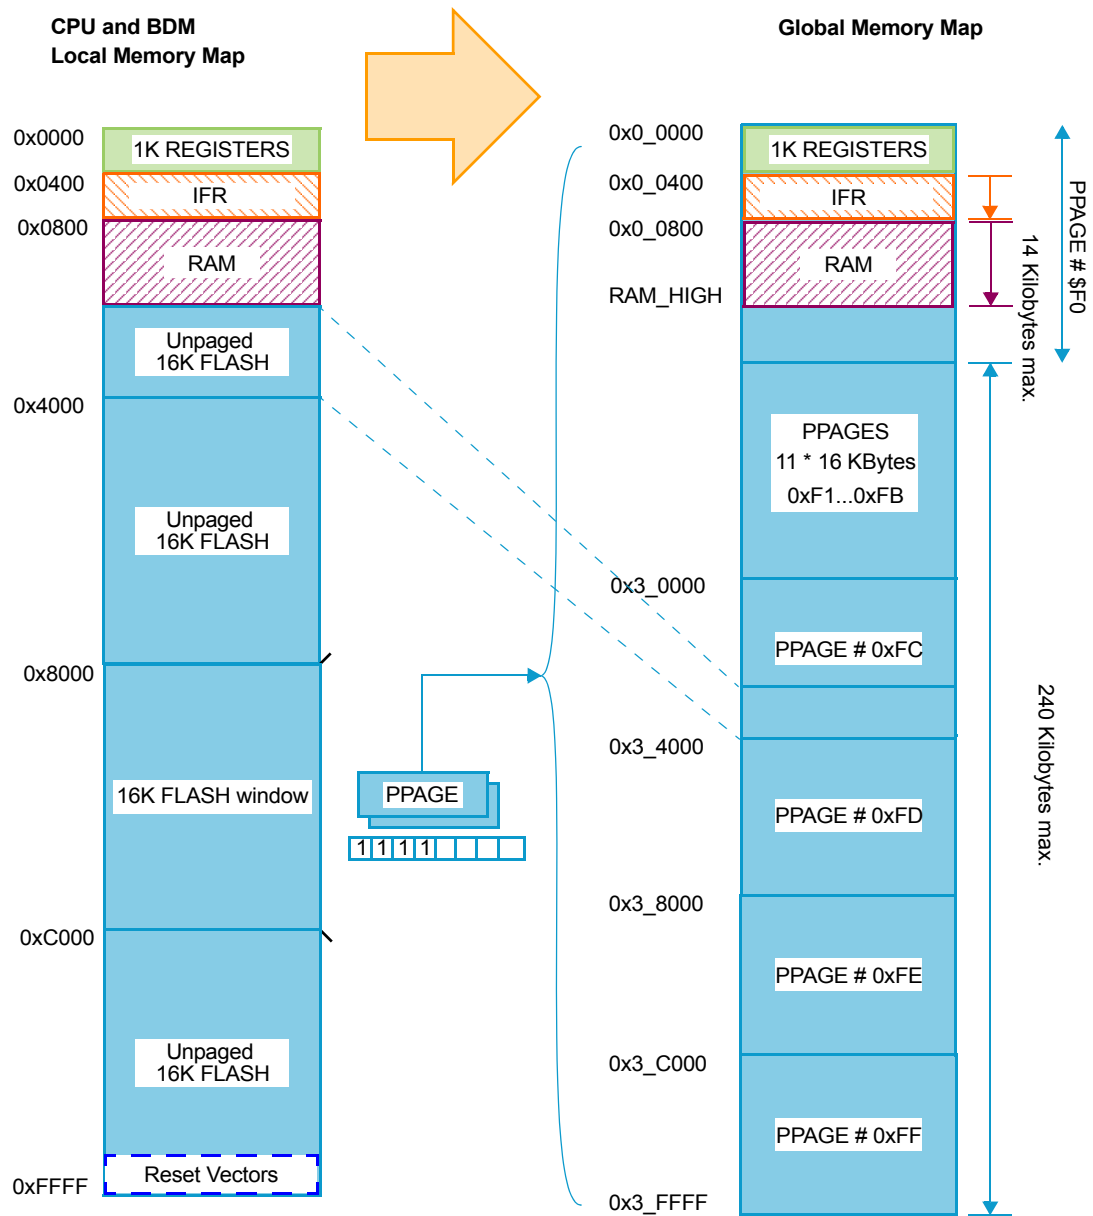 CPU and BDM
Local Memory Map
0x0000
1K REGISTERS
0x0400
IFR
0x0800
RAM
Unpaged
16K FLASH
0x4000
Unpaged
16K FLASH
0x8000
16K FLASH window
0xC000
Unpaged
16K FLASH
Reset Vectors
0xFFFF
PPAGE
1 1 1 1
Global Memory Map
0x0_0000
1K REGISTERS
0x0_0400
IFR
0x0_0800
RAM
RAM_HIGH
PPAGES
11 * 16 KBytes
0xF1...0xFB
0x3_0000
PPAGE # 0xFC
0x3_4000
PPAGE # 0xFD
0x3_8000
PPAGE # 0xFE
0x3_C000
PPAGE # 0xFF
0x3_FFFF
14 Kilobytes max.
PPAGE # $F0
240 Kilobytes max.